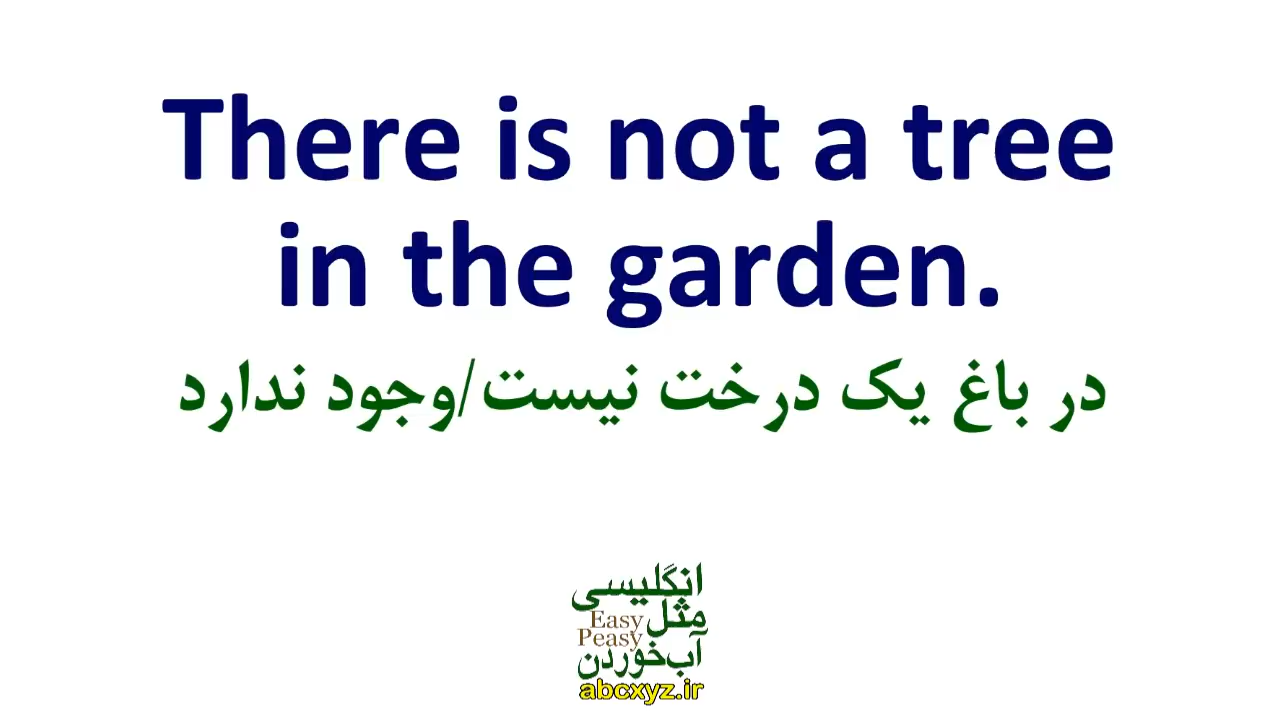 There is not a tree
in the garden.
در باغ یک درخت نیست/وجود ندارد
انگلیسی
مثل Easy
Peasy
آب‌خوردن
abcxyz.ir